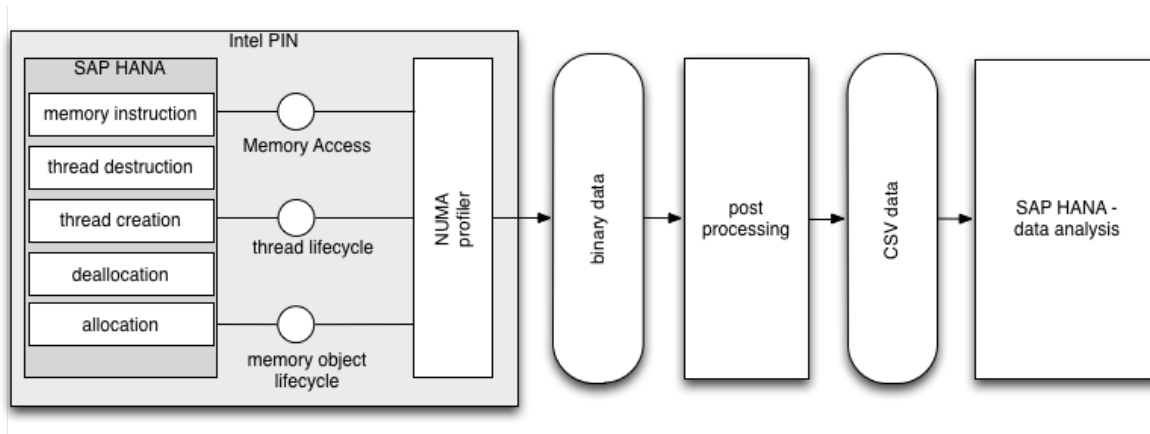 Intel PIN
SAP HANA
memory instruction
thread destruction
thread creation
deallocation
allocation
Memory Access
thread lifecycle
memory object
lifecycle
NUMA
profiler
binary data
post
processing
CSV data
SAP HANA -
data analysis